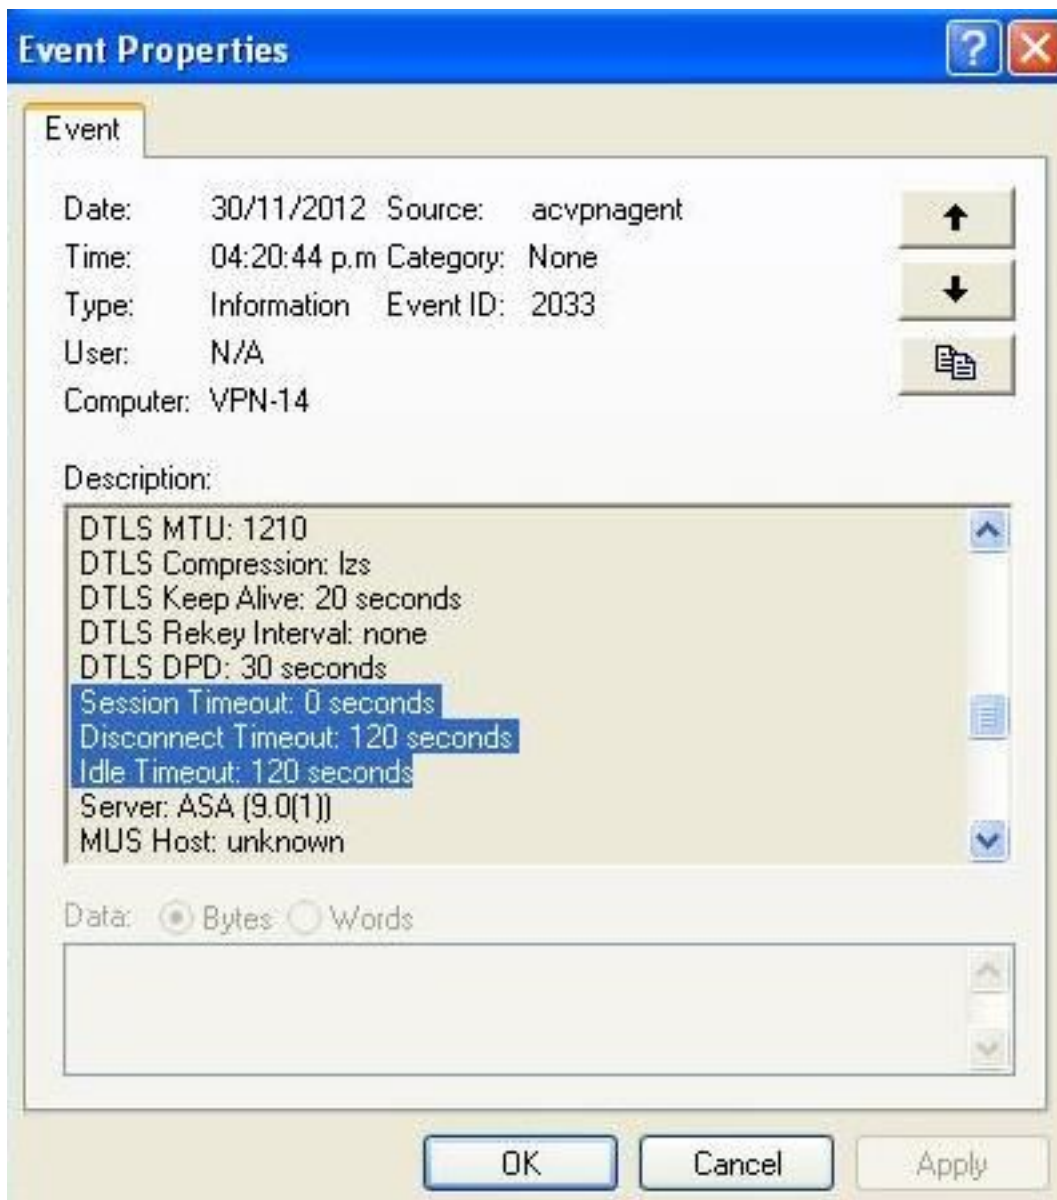 Event Properties
Event
Date: 30/11/2012 Source: acvpnagent
Time: 04:20:44 p.m Category: None
Type: Information Event ID: 2033
User: N/A
Computer: VPN-14
Description:
DTLS MTU: 1210
DTLS Compression: lzs
DTLS Keep Alive: 20 seconds
DTLS Rekey Interval: none
DTLS DPD: 30 seconds
Session Timeout: 0 seconds
Disconnect Timeout: 120 seconds
Idle Timeout: 120 seconds
Server: ASA (9.0(1))
MUS Host: unknown
Data: Bytes Words
OK Cancel Apply